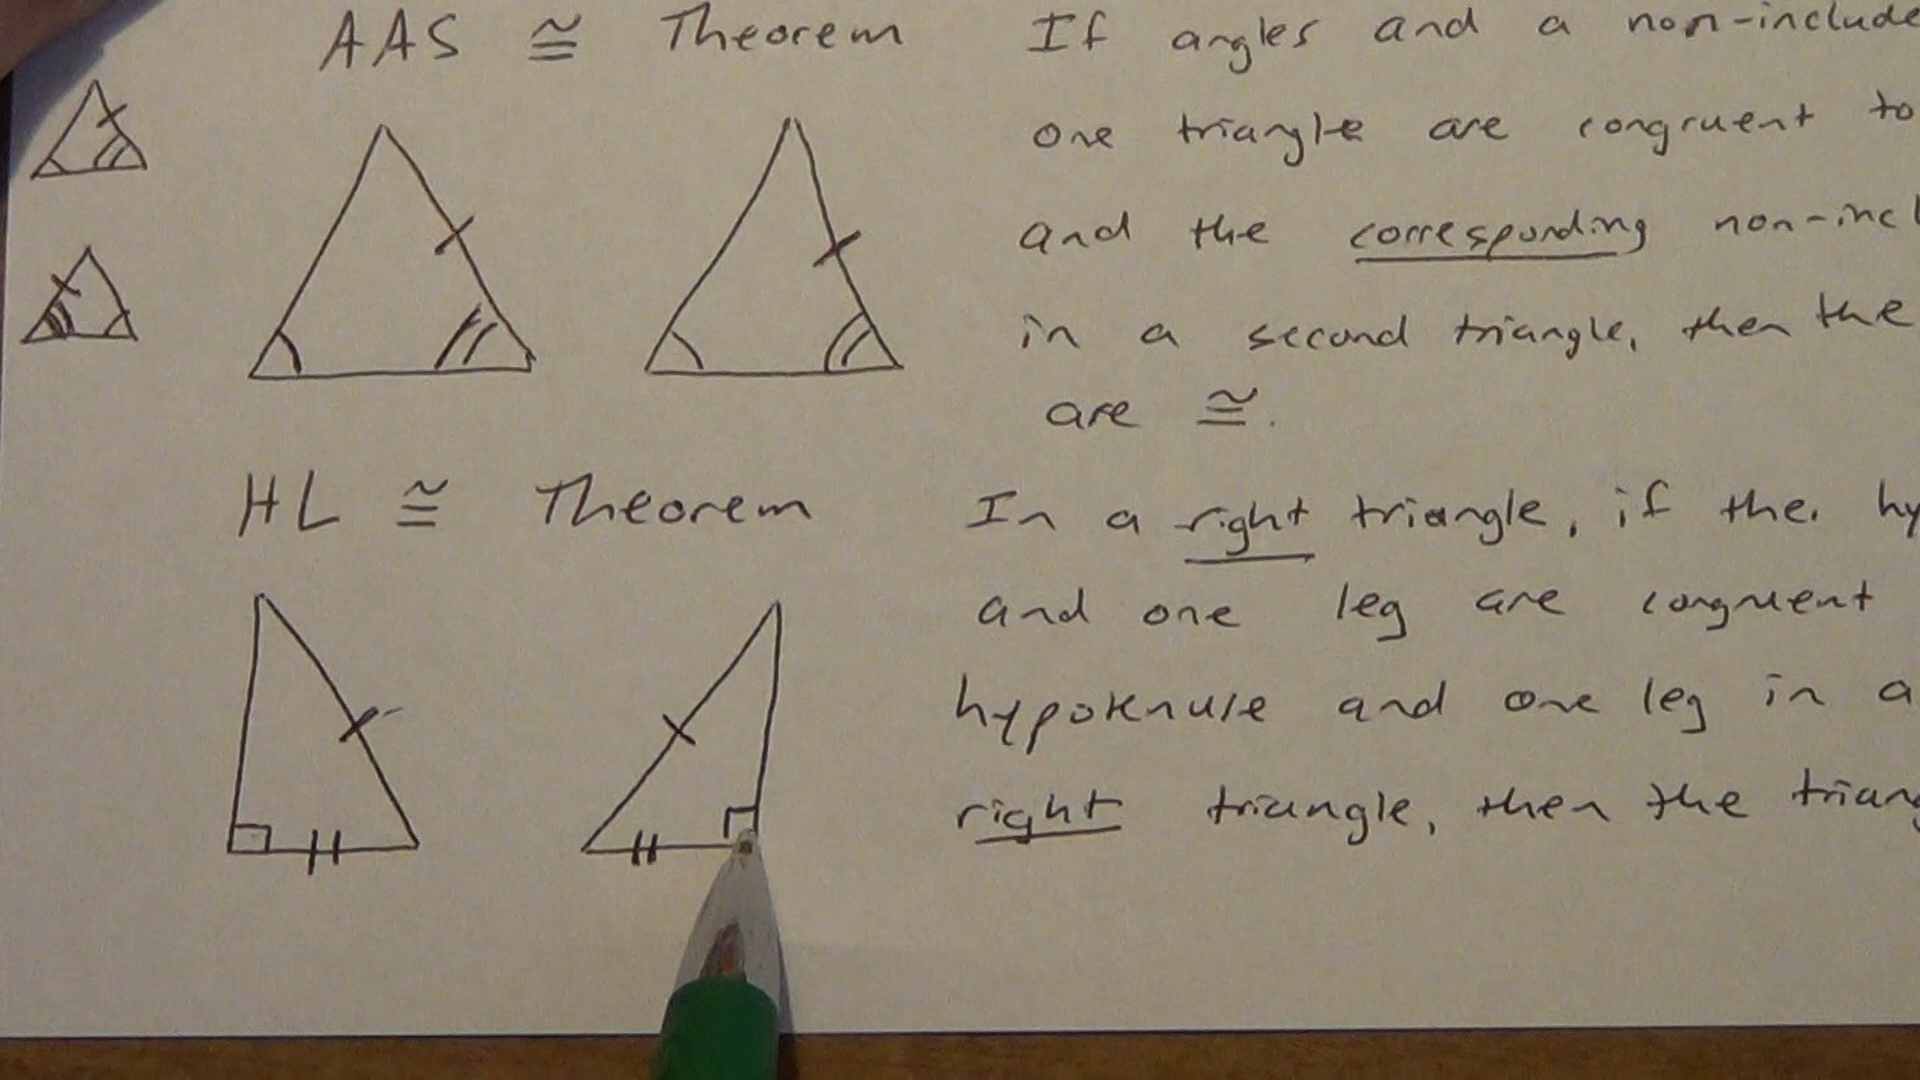 AAS ≅ Theorem
If angles and a non-include
one triangle are congruent to
and the corresponding non-incl
in a second triangle, then the
are ≅.
HL ≅ Theorem
In a right triangle, if the. hy
and one leg are congruent
hypotenuse and one leg in a
right triangle, then the triang